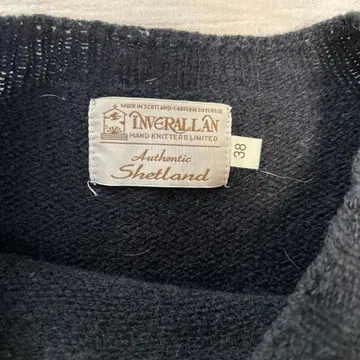 MADE IN SCOTLAND · FABRIQUE EN ECOSSE
INVERALLAN
HAND KNITTERS LIMITED
Authentic
Shetland
38